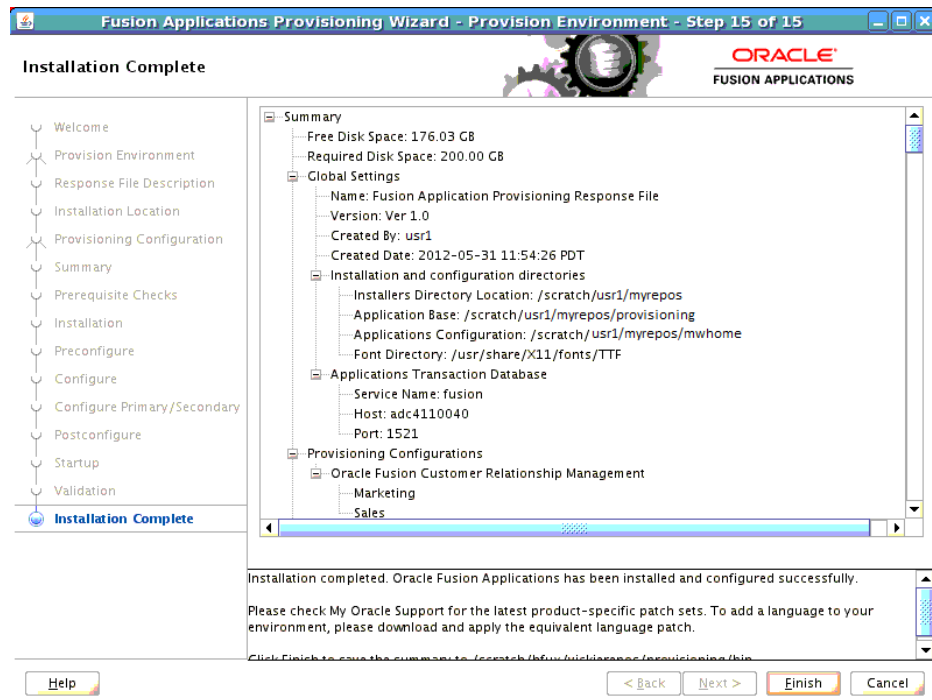 Fusion Applications Provisioning Wizard - Provision Environment - Step 15 of 15
Installation Complete
ORACLE
FUSION APPLICATIONS
Welcome
Provision Environment
Response File Description
Installation Location
Provisioning Configuration
Summary
Prerequisite Checks
Installation
Preconfigure
Configure
Configure Primary/Secondary
Postconfigure
Startup
Validation
Installation Complete
Summary
Free Disk Space: 176.03 GB
Required Disk Space: 200.00 GB
Global Settings
Name: Fusion Application Provisioning Response File
Version: Ver 1.0
Created By: usr1
Created Date: 2012-05-31 11:54:26 PDT
Installation and configuration directories
Installers Directory Location: /scratch/usr1/myrepos
Application Base: /scratch/usr1/myrepos/provisioning
Applications Configuration: /scratch/usr1/myrepos/mwhome
Font Directory: /usr/share/X11/fonts/TTF
Applications Transaction Database
Service Name: fusion
Host: adc4110040
Port: 1521
Provisioning Configurations
Oracle Fusion Customer Relationship Management
Marketing
Sales
Installation completed. Oracle Fusion Applications has been installed and configured successfully.
Please check My Oracle Support for the latest product-specific patch sets. To add a language to your
environment, please download and apply the equivalent language patch.
Click Finish to save the summary to
Help
< Back
Next >
Finish
Cancel